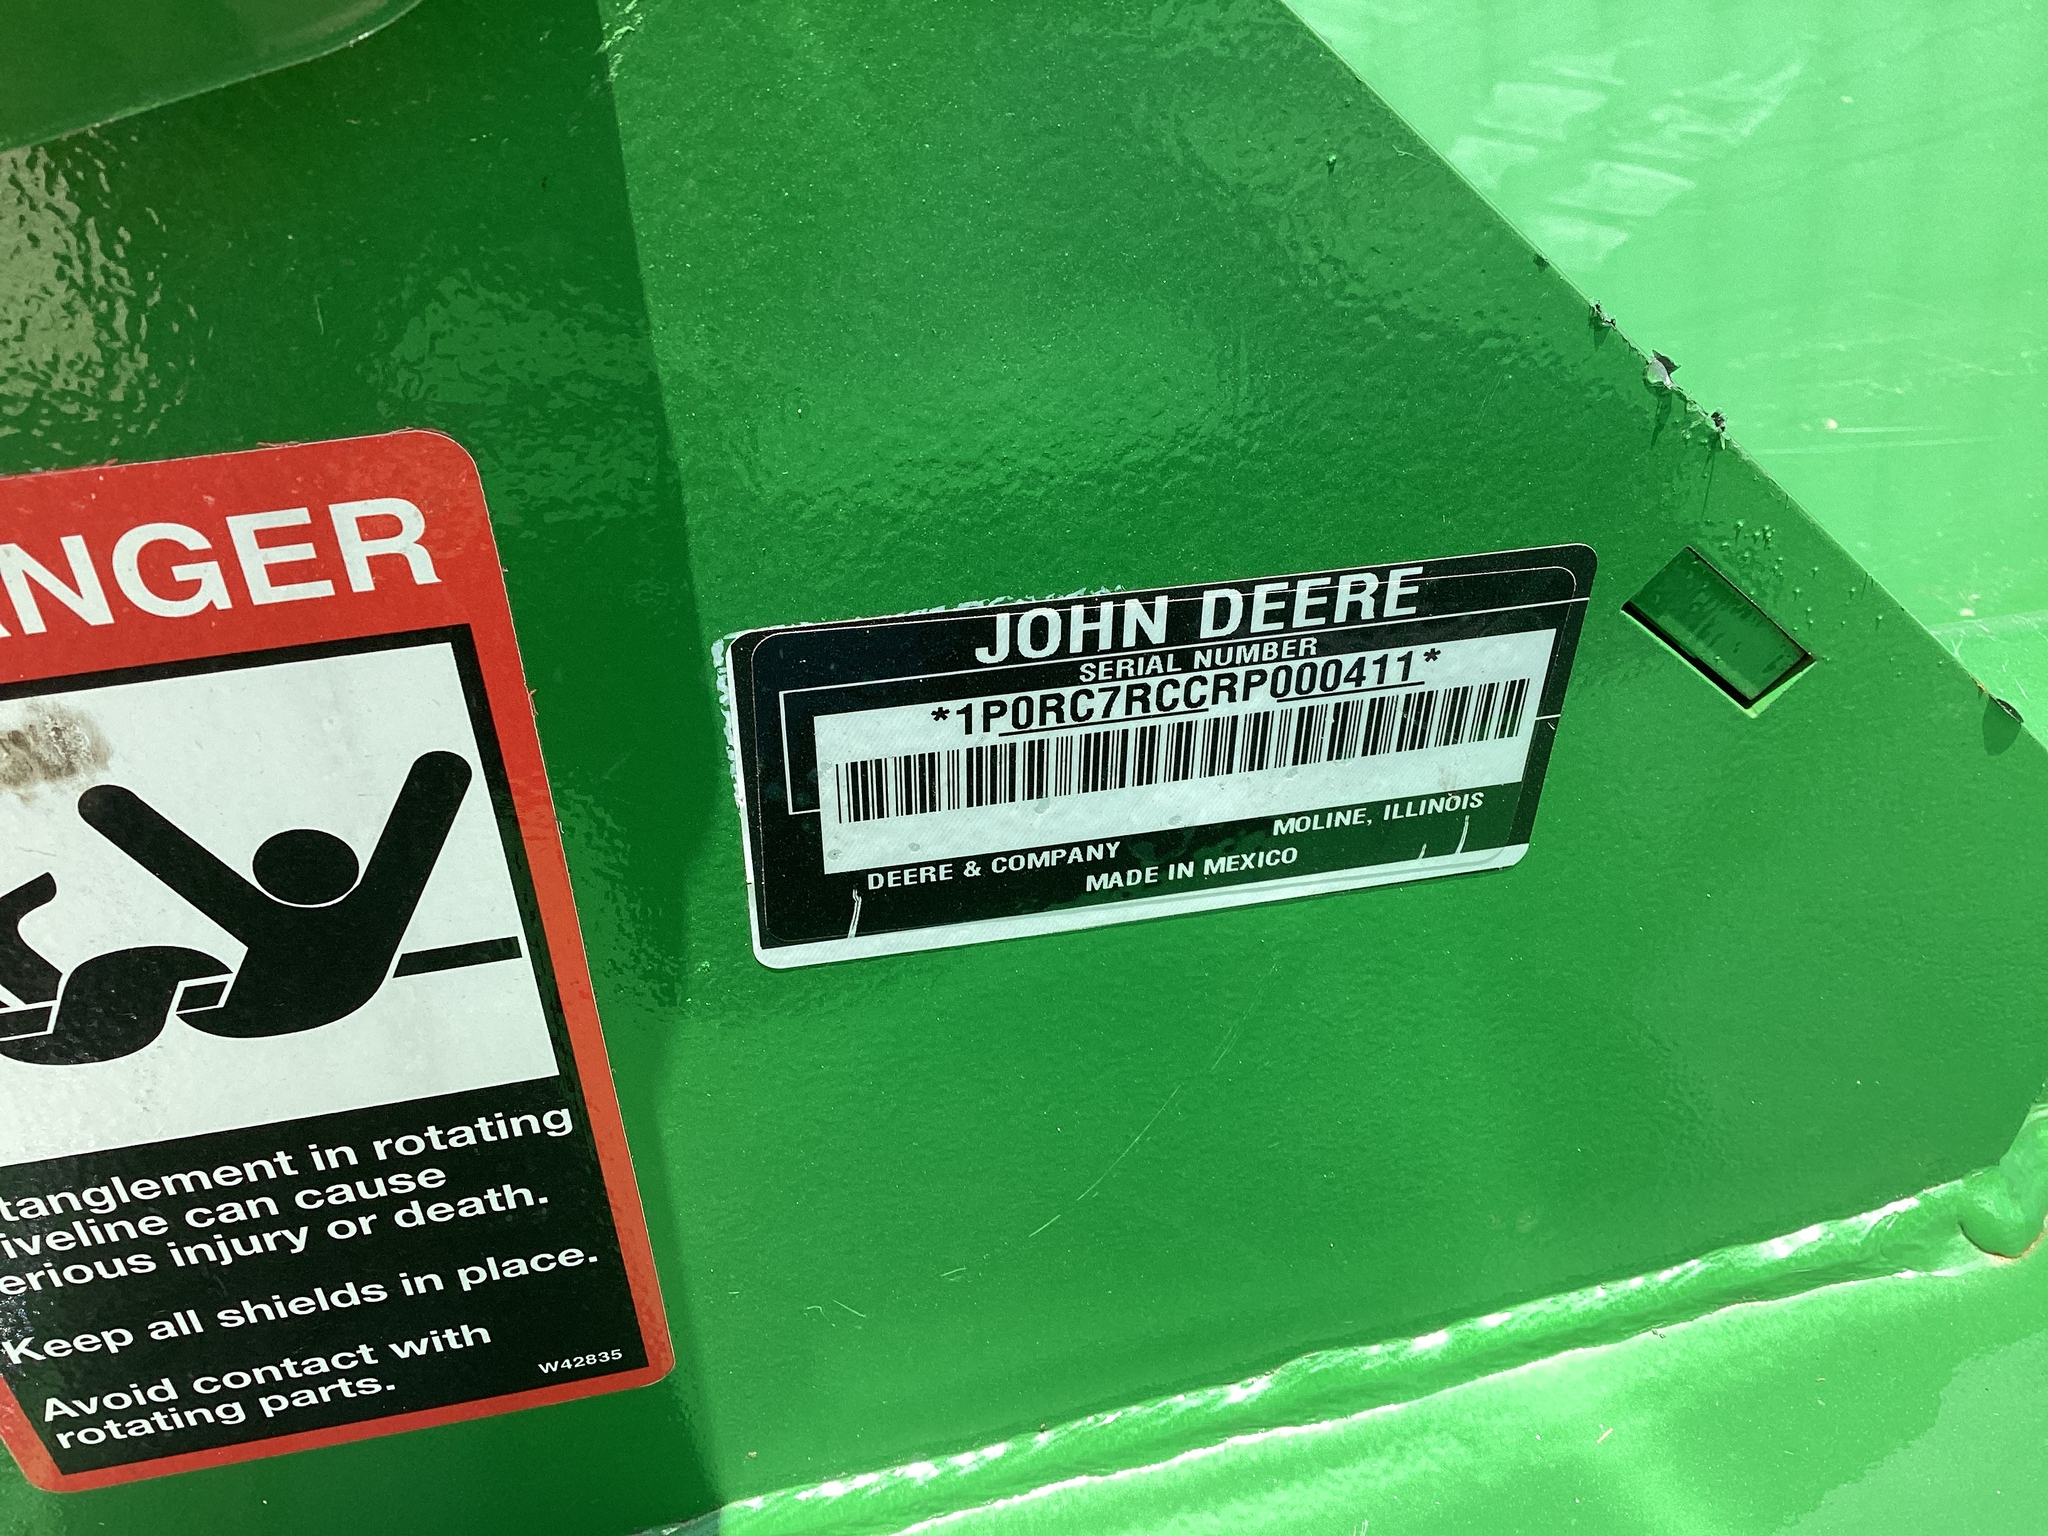 ANGER
tanglement in rotating
iveline can cause
erious injury or death.
Keep all shields in place.
Avoid contact with
rotating parts.
W42835
JOHN DEERE
SERIAL NUMBER
*1P0RC7RCCRP000411*
DEERE & COMPANY MOLINE, ILLINOIS
MADE IN MEXICO